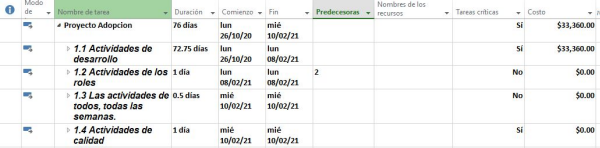 Modo de
Nombre de tarea
Duración
Comienzo
Fin
Predecesoras
Nombres de los recursos
Tareas críticas
Costo
Proyecto Adopcion
76 días
lun 26/10/20
mié 10/02/21
Sí
$33,360.00
1.1 Actividades de desarrollo
72.75 días
lun 26/10/20
lun 08/02/21
Sí
$33,360.00
1.2 Actividades de los roles
1 día
lun 08/02/21
lun 08/02/21
2
No
$0.00
1.3 Las actividades de todos, todas las semanas.
0.5 días
mié 10/02/21
mié 10/02/21
No
$0.00
1.4 Actividades de calidad
1 día
mié 10/02/21
mié 10/02/21
Sí
$0.00